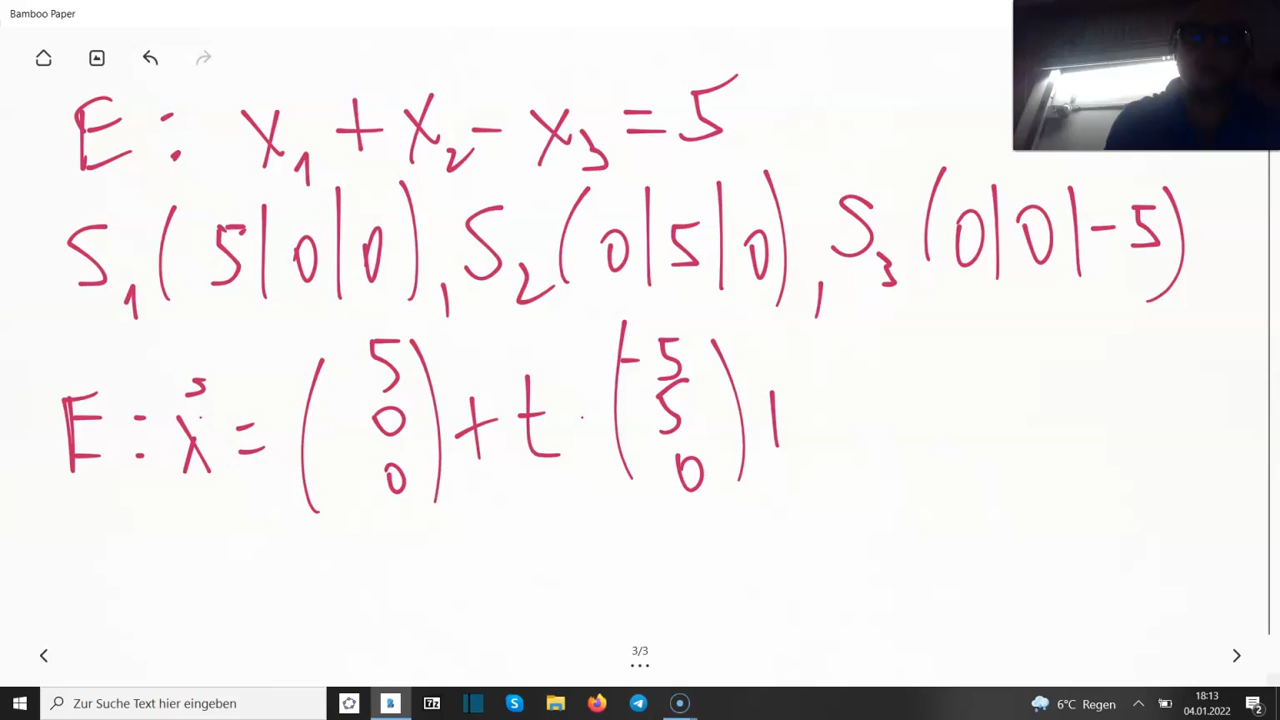 Bamboo Paper
E: x₁ + x₂ - x₃ = 5
S₁ (5|0|0), S₂ (0|5|0), S₃ (0|0|-5)
E: x⃗ = (5 0 0) + t · (-5 5 0)
3/3
Zur Suche Text hier eingeben
7z
6°C Regen
18:13
04.01.2022
2